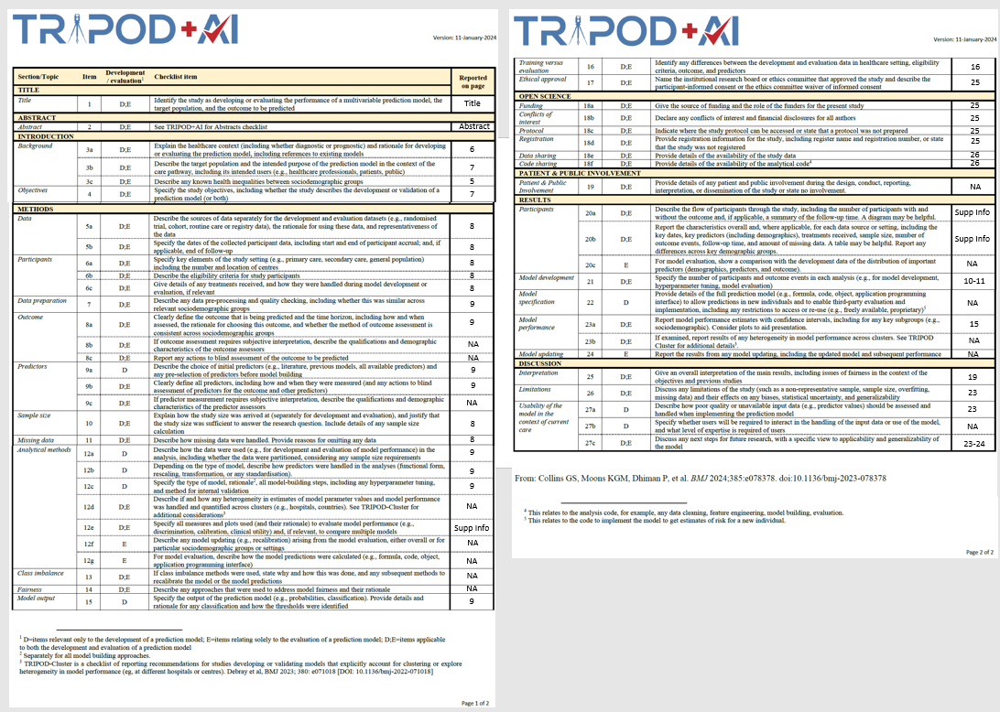 TRIPOD+AI
Version: 11-January-2024
Section/Topic Item Development / evaluation¹ Checklist item Reported on page
TITLE
Title 1 D;E Identify the study as developing or evaluating the performance of a multivariable prediction model, the target population, and the outcome to be predicted Title
ABSTRACT
Abstract 2 D;E See TRIPOD+AI for Abstracts checklist Abstract
INTRODUCTION
Background 3a D;E Explain the healthcare context (including whether diagnostic or prognostic) and rationale for developing or evaluating the prediction model, including references to existing models 6
3b D;E Describe the target population and the intended purpose of the prediction model in the context of the care pathway, including its intended users (e.g., healthcare professionals, patients, public) 7
3c D;E Describe any known health inequalities between sociodemographic groups 5
Objectives 4 D;E Specify the study objectives, including whether the study describes the development or validation of a prediction model (or both) 7
METHODS
Data 5a D;E Describe the sources of data separately for the development and evaluation datasets (e.g., randomised trial, cohort, routine care or registry data), the rationale for using these data, and representativeness of the data 8
5b D;E Specify the dates of the collected participant data, including start and end of participant accrual; and, if applicable, end of follow-up 8
Participants 6a D;E Specify key elements of the study setting (e.g., primary care, secondary care, general population) including the number and location of centres 8
6b D;E Describe the eligibility criteria for study participants 8
6c D;E Give details of any treatments received, and how they were handled during model development or evaluation, if relevant 8
Data preparation 7 D;E Describe any data pre-processing and quality checking, including whether this was similar across relevant sociodemographic groups 9
Outcome 8a D;E Clearly define the outcome that is being predicted and the time horizon, including how and when assessed, the rationale for choosing this outcome, and whether the method of outcome assessment is consistent across sociodemographic groups 9
8b D;E If outcome assessment requires subjective interpretation, describe the qualifications and demographic characteristics of the outcome assessors NA
8c D;E Report any actions to blind assessment of the outcome to be predicted NA
Predictors 9a D Describe the choice of initial predictors (e.g., literature, previous models, all available predictors) and any pre-selection of predictors before model building 9
9b D;E Clearly define all predictors, including how and when they were measured (and any actions to blind assessment of predictors for the outcome and other predictors) 9
9c D;E If predictor measurement requires subjective interpretation, describe the qualifications and demographic characteristics of the predictor assessors NA
Sample size 10 D;E Explain how the study size was arrived at (separately for development and evaluation), and justify that the study size was sufficient to answer the research question. Include details of any sample size calculation 8
Missing data 11 D;E Describe how missing data were handled. Provide reasons for omitting any data 8
Analytical methods 12a D Describe how the data were used (e.g., for development and evaluation of model performance) in the analysis, including whether the data were partitioned, considering any sample size requirements 9
12b D Depending on the type of model, describe how predictors were handled in the analyses (functional form, rescaling, transformation, or any standardisation). 9
12c D Specify the type of model, rationale², all model-building steps, including any hyperparameter tuning, and method for internal validation 9
12d D;E Describe if and how any heterogeneity in estimates of model parameter values and model performance was handled and quantified across clusters (e.g., hospitals, countries). See TRIPOD-Cluster for additional considerations³ NA
12e D;E Specify all measures and plots used (and their rationale) to evaluate model performance (e.g., discrimination, calibration, clinical utility) and, if relevant, to compare multiple models Supp Info
12f E Describe any model updating (e.g., recalibration) arising from the model evaluation, either overall or for particular sociodemographic groups or settings NA
12g E For model evaluation, describe how the model predictions were calculated (e.g., formula, code, object, application programming interface) NA
Class imbalance 13 D;E If class imbalance methods were used, state why and how this was done, and any subsequent methods to recalibrate the model or the model predictions NA
Fairness 14 D;E Describe any approaches that were used to address model fairness and their rationale NA
Model output 15 D Specify the output of the prediction model (e.g., probabilities, classification). Provide details and rationale for any classification and how the thresholds were identified 9
¹ D=items relevant only to the development of a prediction model; E=items relating solely to the evaluation of a prediction model; D;E=items applicable
to both the development and evaluation of a prediction model
² Separately for all model building approaches.
³ TRIPOD-Cluster is a checklist of reporting recommendations for studies developing or validating models that explicitly account for clustering or explore
heterogeneity in model performance (eg, at different hospitals or centres). Debray et al, BMJ 2023; 380: e071018 [DOI: 10.1136/bmj-2022-071018]
Page 1 of 2
TRIPOD+AI
Version: 11-January-2024
Training versus evaluation 16 D;E Identify any differences between the development and evaluation data in healthcare setting, eligibility criteria, outcome, and predictors 16
Ethical approval 17 D;E Name the institutional research board or ethics committee that approved the study and describe the participant-informed consent or the ethics committee waiver of informed consent 25
OPEN SCIENCE
Funding 18a D;E Give the source of funding and the role of the funders for the present study 25
Conflicts of interest 18b D;E Declare any conflicts of interest and financial disclosures for all authors 25
Protocol 18c D;E Indicate where the study protocol can be accessed or state that a protocol was not prepared 25
Registration 18d D;E Provide registration information for the study, including register name and registration number, or state that the study was not registered 25
Data sharing 18e D;E Provide details of the availability of the study data 26
Code sharing 18f D;E Provide details of the availability of the analytical code⁴ 26
PATIENT & PUBLIC INVOLVEMENT
Patient & Public Involvement 19 D;E Provide details of any patient and public involvement during the design, conduct, reporting, interpretation, or dissemination of the study or state no involvement. NA
RESULTS
Participants 20a D;E Describe the flow of participants through the study, including the number of participants with and without the outcome and, if applicable, a summary of the follow-up time. A diagram may be helpful. Supp Info
20b D;E Report the characteristics overall and, where applicable, for each data source or setting, including the key dates, key predictors (including demographics), treatments received, sample size, number of outcome events, follow-up time, and amount of missing data. A table may be helpful. Report any differences across key demographic groups. Supp Info
20c E For model evaluation, show a comparison with the development data of the distribution of important predictors (demographics, predictors, and outcome). NA
Model development 21 D;E Specify the number of participants and outcome events in each analysis (e.g., for model development, hyperparameter tuning, model evaluation) 10-11
Model specification 22 D Provide details of the full prediction model (e.g., formula, code, object, application programming interface) to allow predictions in new individuals and to enable third-party evaluation and implementation, including any restrictions to access or re-use (e.g., freely available, proprietary)⁵ NA
Model performance 23a D;E Report model performance estimates with confidence intervals, including for any key subgroups (e.g., sociodemographic). Consider plots to aid presentation. 15
23b D;E If examined, report results of any heterogeneity in model performance across clusters. See TRIPOD Cluster for additional details³. NA
Model updating 24 E Report the results from any model updating, including the updated model and subsequent performance NA
DISCUSSION
Interpretation 25 D;E Give an overall interpretation of the main results, including issues of fairness in the context of the objectives and previous studies 19
Limitations 26 D;E Discuss any limitations of the study (such as a non-representative sample, sample size, overfitting, missing data) and their effects on any biases, statistical uncertainty, and generalizability 23
Usability of the model in the context of current care 27a D Describe how poor quality or unavailable input data (e.g., predictor values) should be assessed and handled when implementing the prediction model 23
27b D Specify whether users will be required to interact in the handling of the input data or use of the model, and what level of expertise is required of users NA
27c D;E Discuss any next steps for future research, with a specific view to applicability and generalizability of the model 23-24
From: Collins GS, Moons KGM, Dhiman P, et al. BMJ 2024;385:e078378. doi:10.1136/bmj-2023-078378
⁴ This relates to the analysis code, for example, any data cleaning, feature engineering, model building, evaluation.
⁵ This relates to the code to implement the model to get estimates of risk for a new individual.
Page 2 of 2